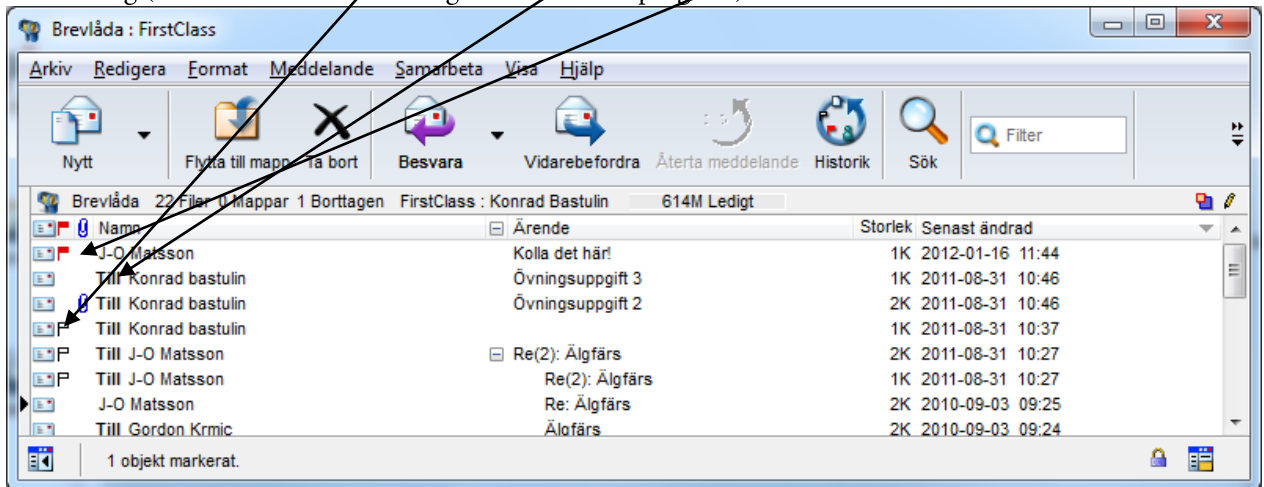 Brevlåda : FirstClass
Arkiv Redigera Format Meddelande Samarbeta Visa Hjälp
Nytt Flytta till mapp Ta bort Besvara Vidarebefordra Återta meddelande Historik Sök Filter
Brevlåda 22 Filer 0 Mappar 1 Borttagen FirstClass : Konrad Bastulin 614M Ledigt
Namn Ärende Storlek Senast ändrad
J-O Matsson Kolla det här! 1K 2012-01-16 11:44
Till Konrad bastulin Övningsuppgift 3 1K 2011-08-31 10:46
Till Konrad bastulin Övningsuppgift 2 2K 2011-08-31 10:46
Till Konrad bastulin 1K 2011-08-31 10:37
Till J-O Matsson Re(2): Älgfärs 2K 2011-08-31 10:27
Till J-O Matsson Re(2): Älgfärs 1K 2011-08-31 10:27
J-O Matsson Re: Älgfärs 2K 2010-09-03 09:25
Till Gordon Krmic Älgfärs 2K 2010-09-03 09:24
1 objekt markerat.